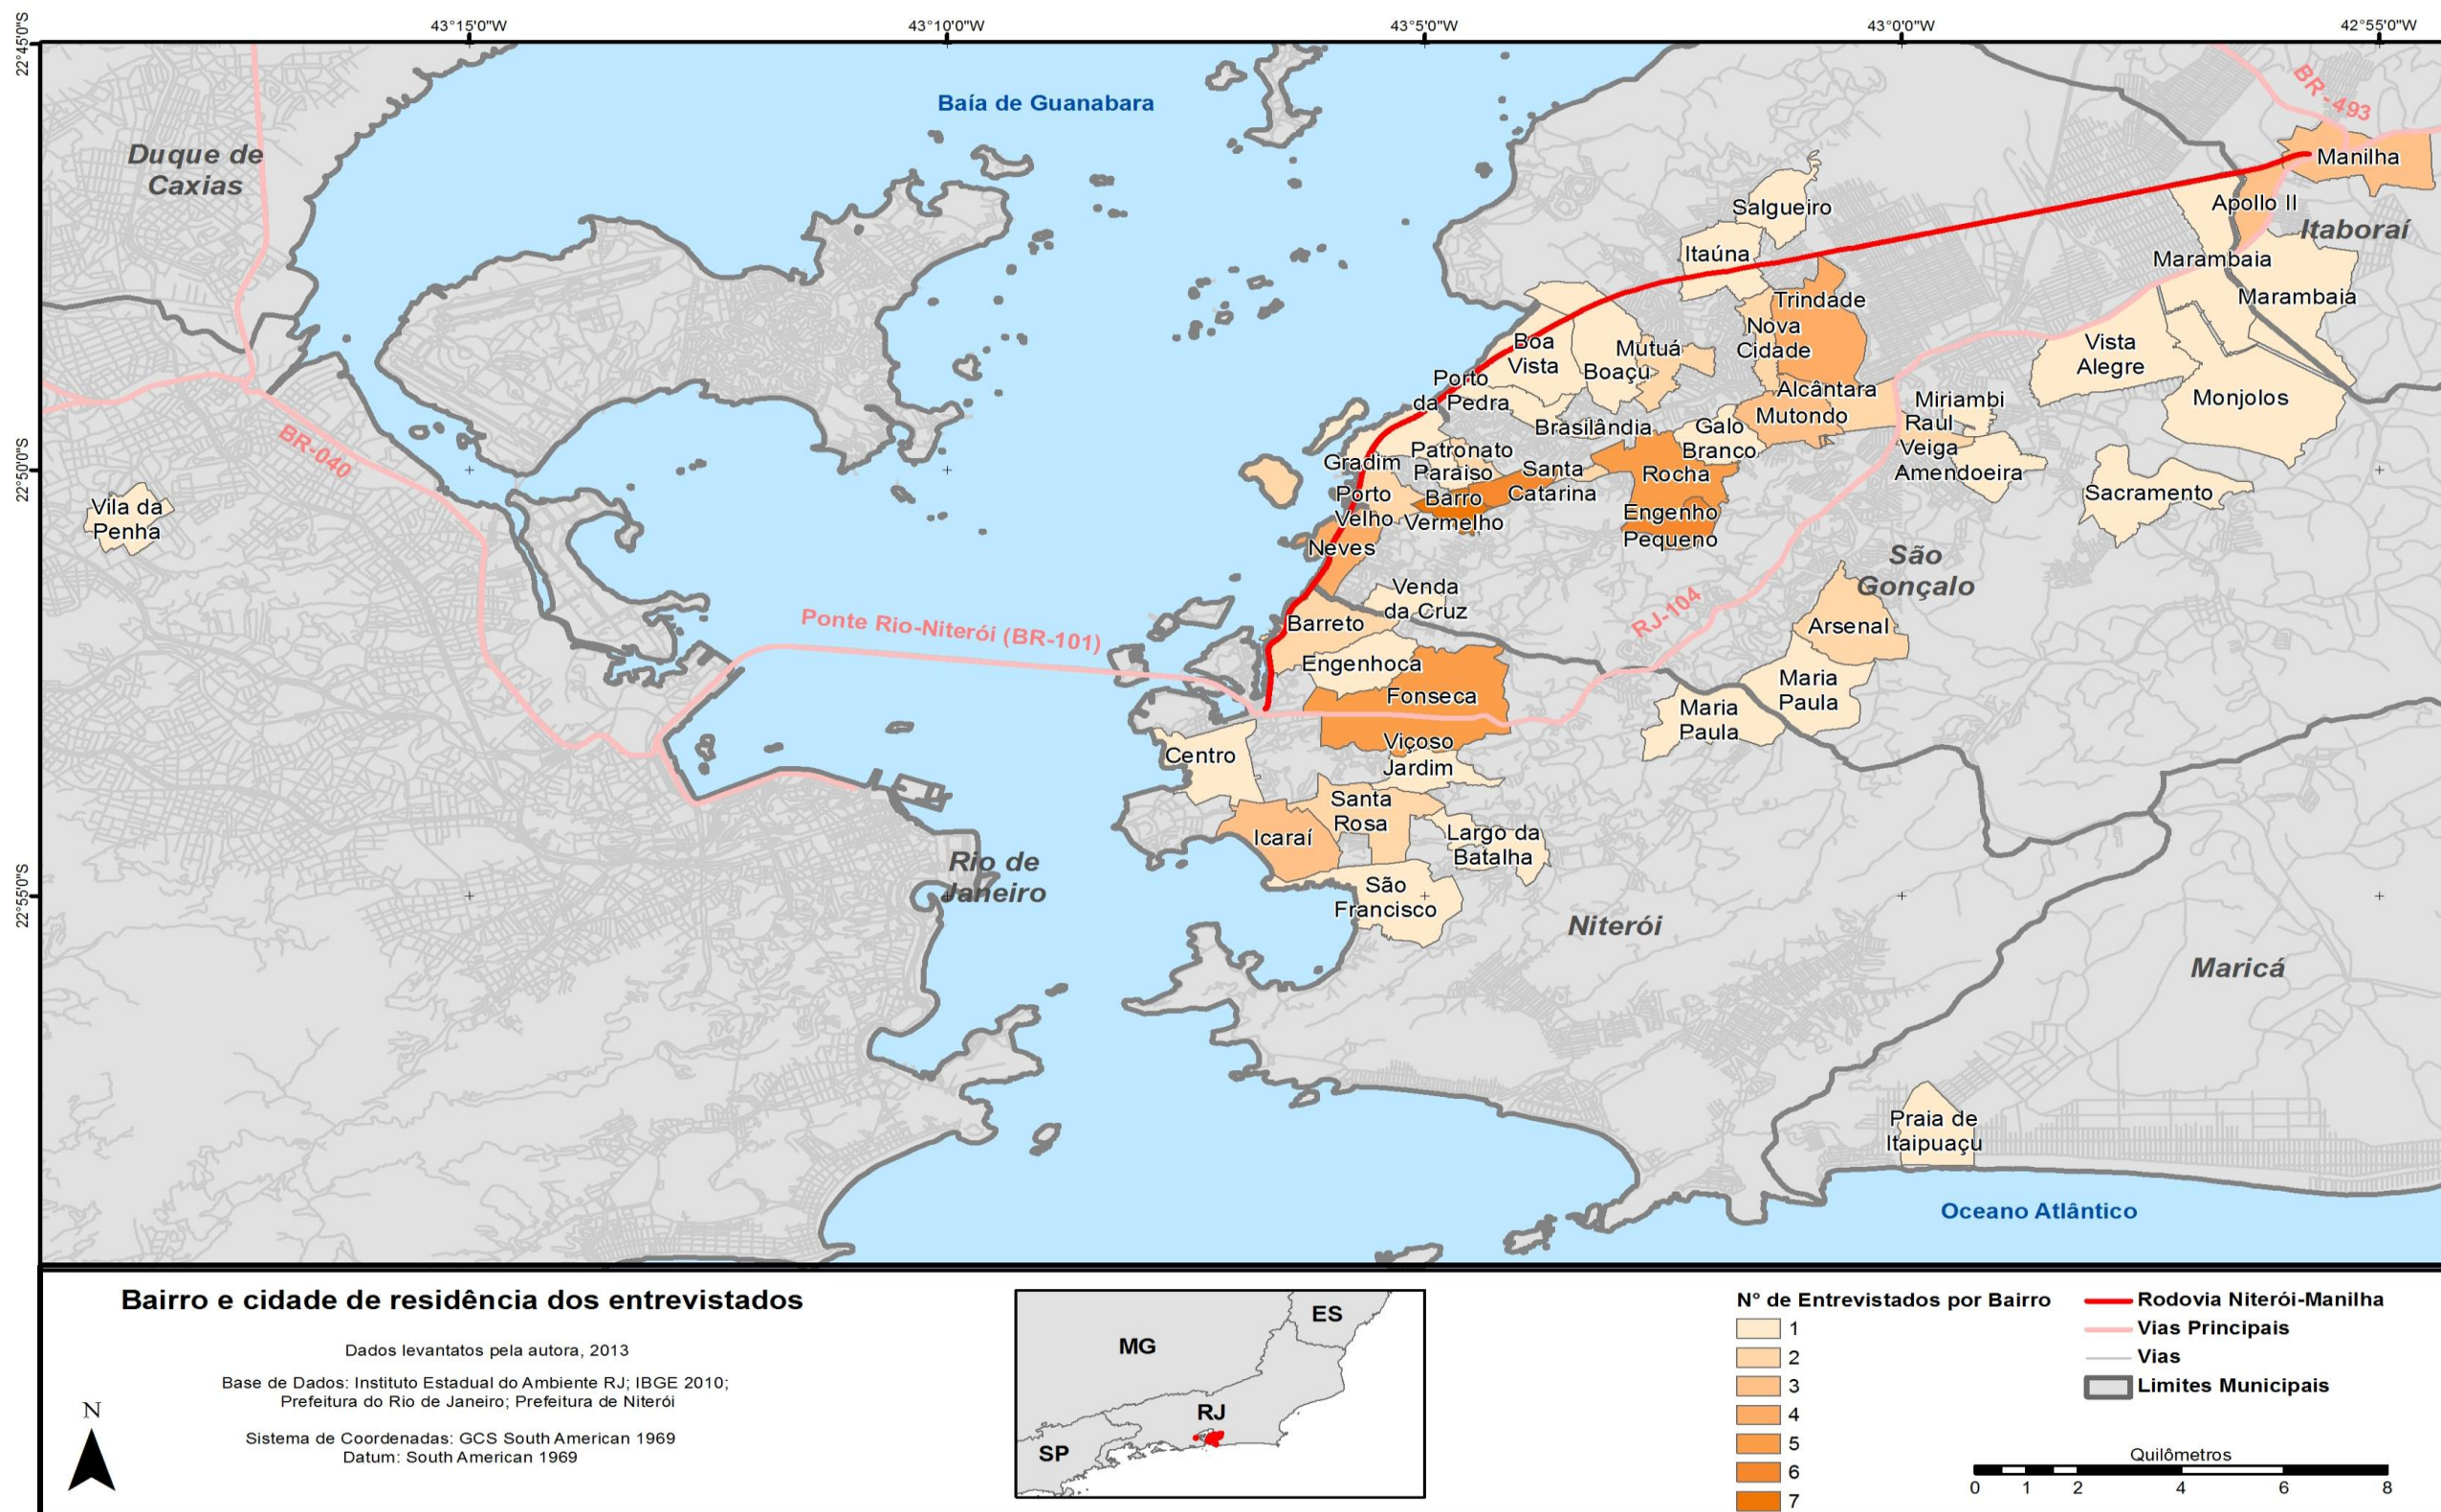 43°15'0"W
43°10'0"W
43°5'0"W
43°0'0"W
42°55'0"W
22°45'0"S
22°50'0"S
22°55'0"S
Baía de Guanabara
BR -493
Duque de
Caxias
Manilha
Salgueiro
Apollo II
Itaboraí
Itaúna
Marambaia
Marambaia
Trindade
Nova
Cidade
Boa
Vista
Mutuá
Boaçu
Vista
Alegre
Porto
da Pedra
Alcântara
Miriambi
Monjolos
Mutondo
Brasilândia
Galo
Branco
Raul
Veiga
BR-040
Patronato
Gradim
Paraiso
Santa
Catarina
Rocha
Amendoeira
Sacramento
Vila da
Penha
Porto
Velho
Barro
Vermelho
Engenho
Pequeno
Neves
São
Gonçalo
Venda
da Cruz
RJ-104
Ponte Rio-Niterói (BR-101)
Barreto
Arsenal
Engenhoca
Fonseca
Maria
Paula
Maria
Paula
Centro
Viçoso
Jardim
Santa
Rosa
Icaraí
Largo da
Batalha
Rio de
Janeiro
São
Francisco
Niterói
Maricá
Praia de
Itaipuaçu
Oceano Atlântico
Bairro e cidade de residência dos entrevistados
Dados levantatos pela autora, 2013
Base de Dados: Instituto Estadual do Ambiente RJ; IBGE 2010;
Prefeitura do Rio de Janeiro; Prefeitura de Niterói
Sistema de Coordenadas: GCS South American 1969
Datum: South American 1969
N
MG
ES
RJ
SP
N° de Entrevistados por Bairro
1
2
3
4
5
6
7
Rodovia Niterói-Manilha
Vias Principais
Vias
Limites Municipais
Quilômetros
0 1 2 4 6 8